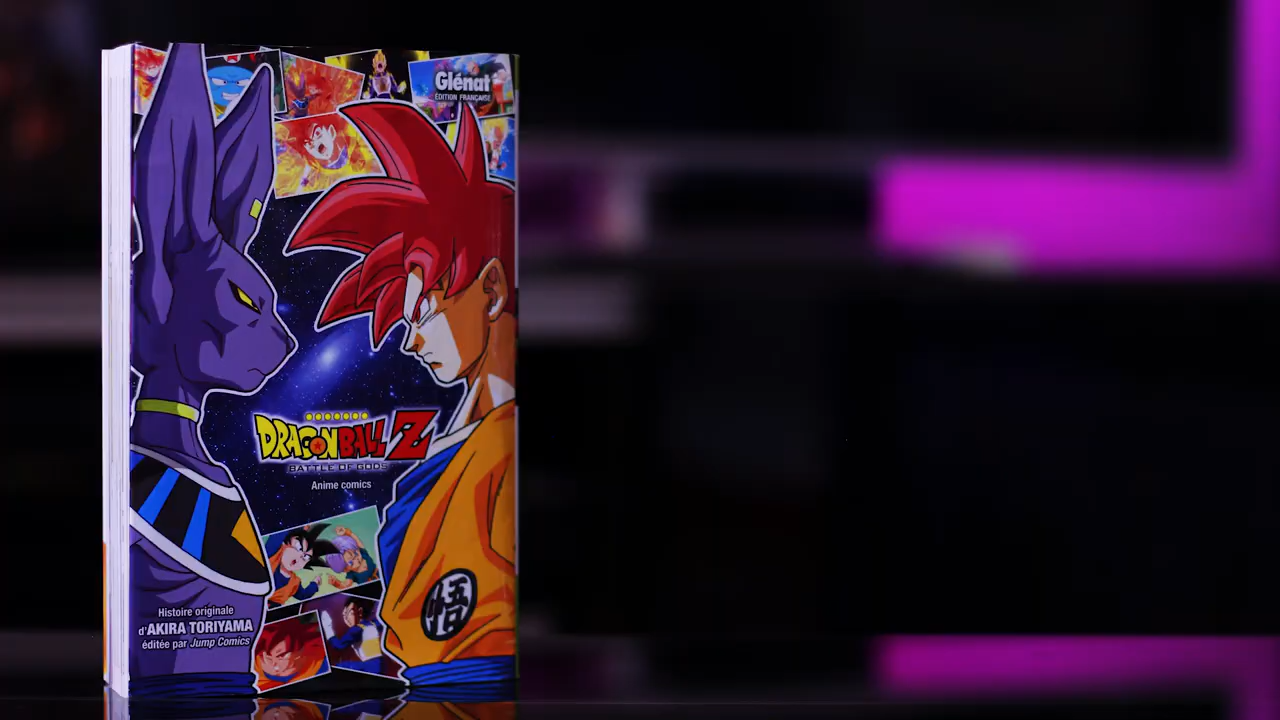 Glénat
ÉDITION FRANÇAISE
DRAGON BALL Z
BATTLE OF GODS
Anime comics
悟
Histoire originale
d'AKIRA TORIYAMA
éditée par Jump Comics